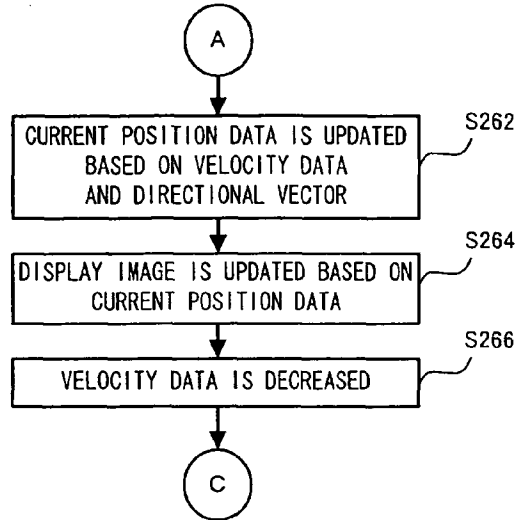 A
CURRENT POSITION DATA IS UPDATED
BASED ON VELOCITY DATA
AND DIRECTIONAL VECTOR
S262
DISPLAY IMAGE IS UPDATED BASED ON
CURRENT POSITION DATA
S264
VELOCITY DATA IS DECREASED
S266
C